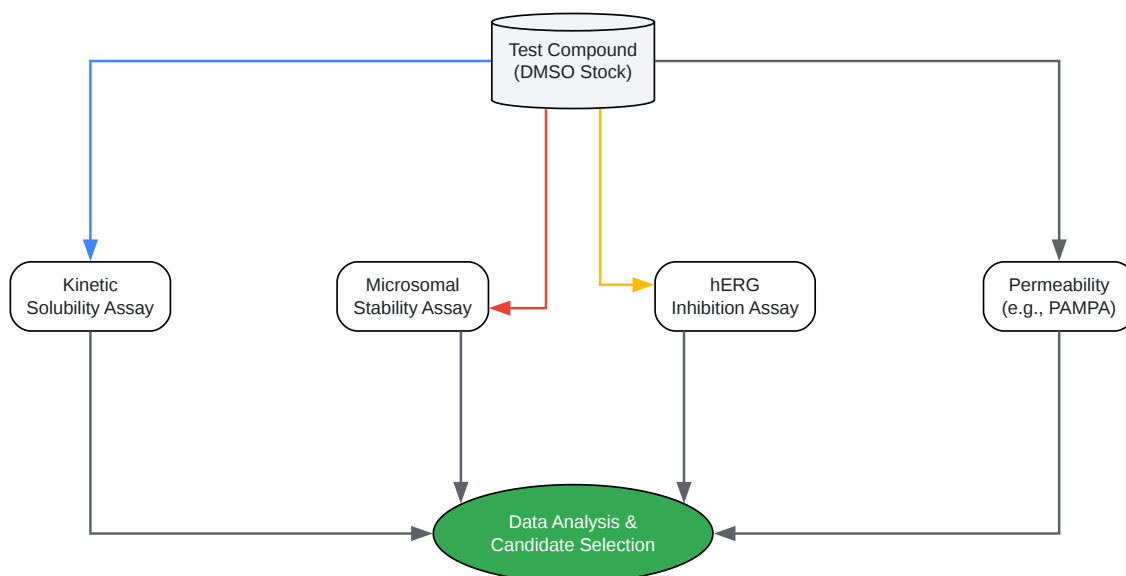 Test Compound
(DMSO Stock)
Kinetic
Solubility Assay
Microsomal
Stability Assay
hERG
Inhibition Assay
Permeability
(e.g., PAMPA)
Data Analysis &
Candidate Selection